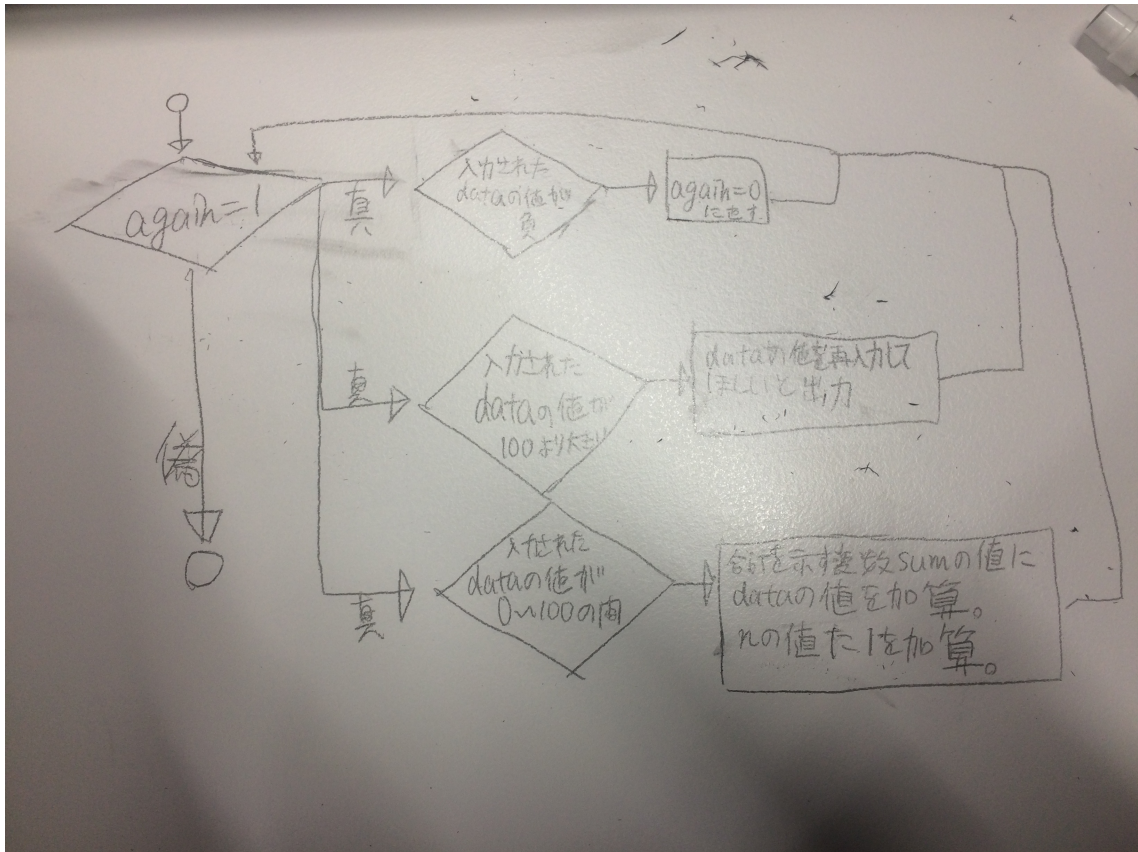 again=1
真
入力された
dataの値が
負
again=0
に
真
入力された
dataの値が
100より大きい
dataの値を再入力して
ほしいと出力
偽
真
入力された
dataの値が
0~100の間
合計を示す変数sumの値に
dataの値を加算。
nの値に1を加算。